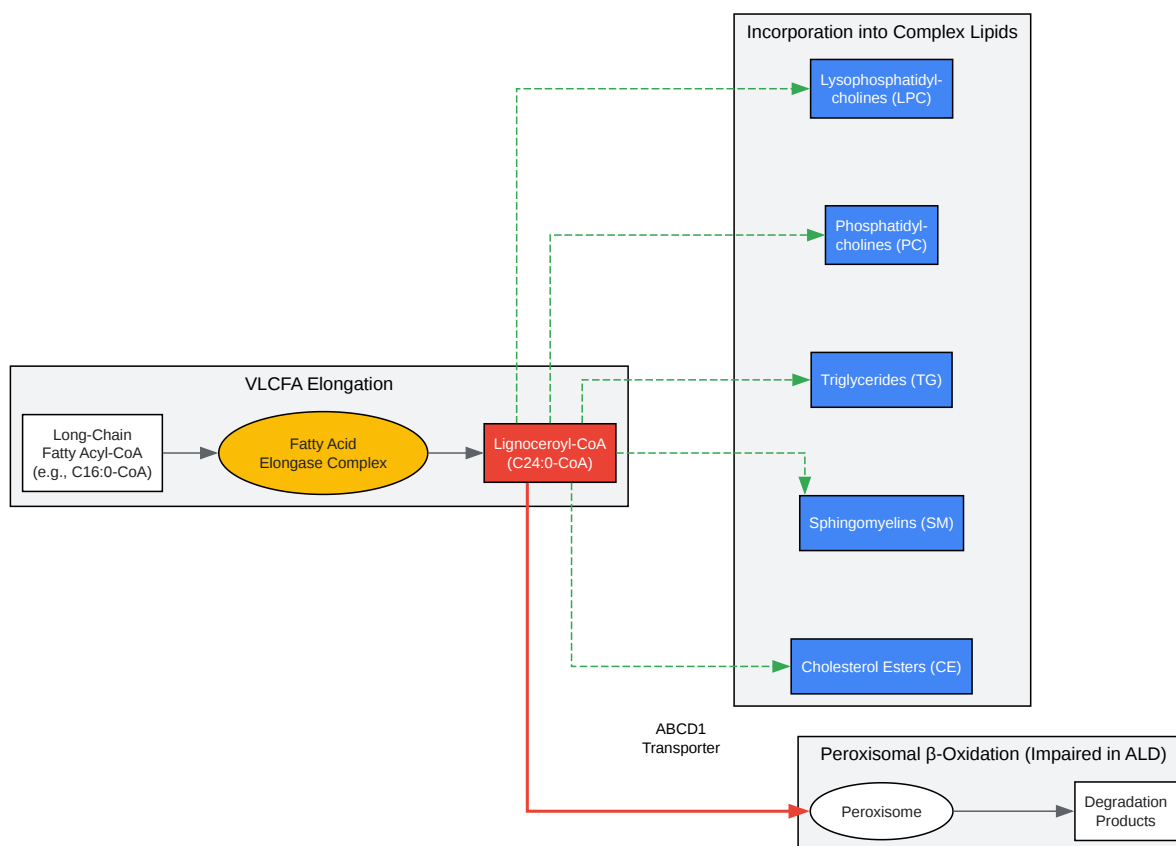 Incorporation into Complex Lipids
Lysophosphatidyl-
cholines (LPC)
Phosphatidyl-
cholines (PC)
Triglycerides (TG)
Sphingomyelins (SM)
Cholesterol Esters (CE)
VLCFA Elongation
Long-Chain
Fatty Acyl-CoA
(e.g., C16:0-CoA)
Fatty Acid
Elongase Complex
Lignoceroyl-CoA
(C24:0-CoA)
ABCD1
Transporter
Peroxisomal β-Oxidation (Impaired in ALD)
Peroxisome
Degradation
Products